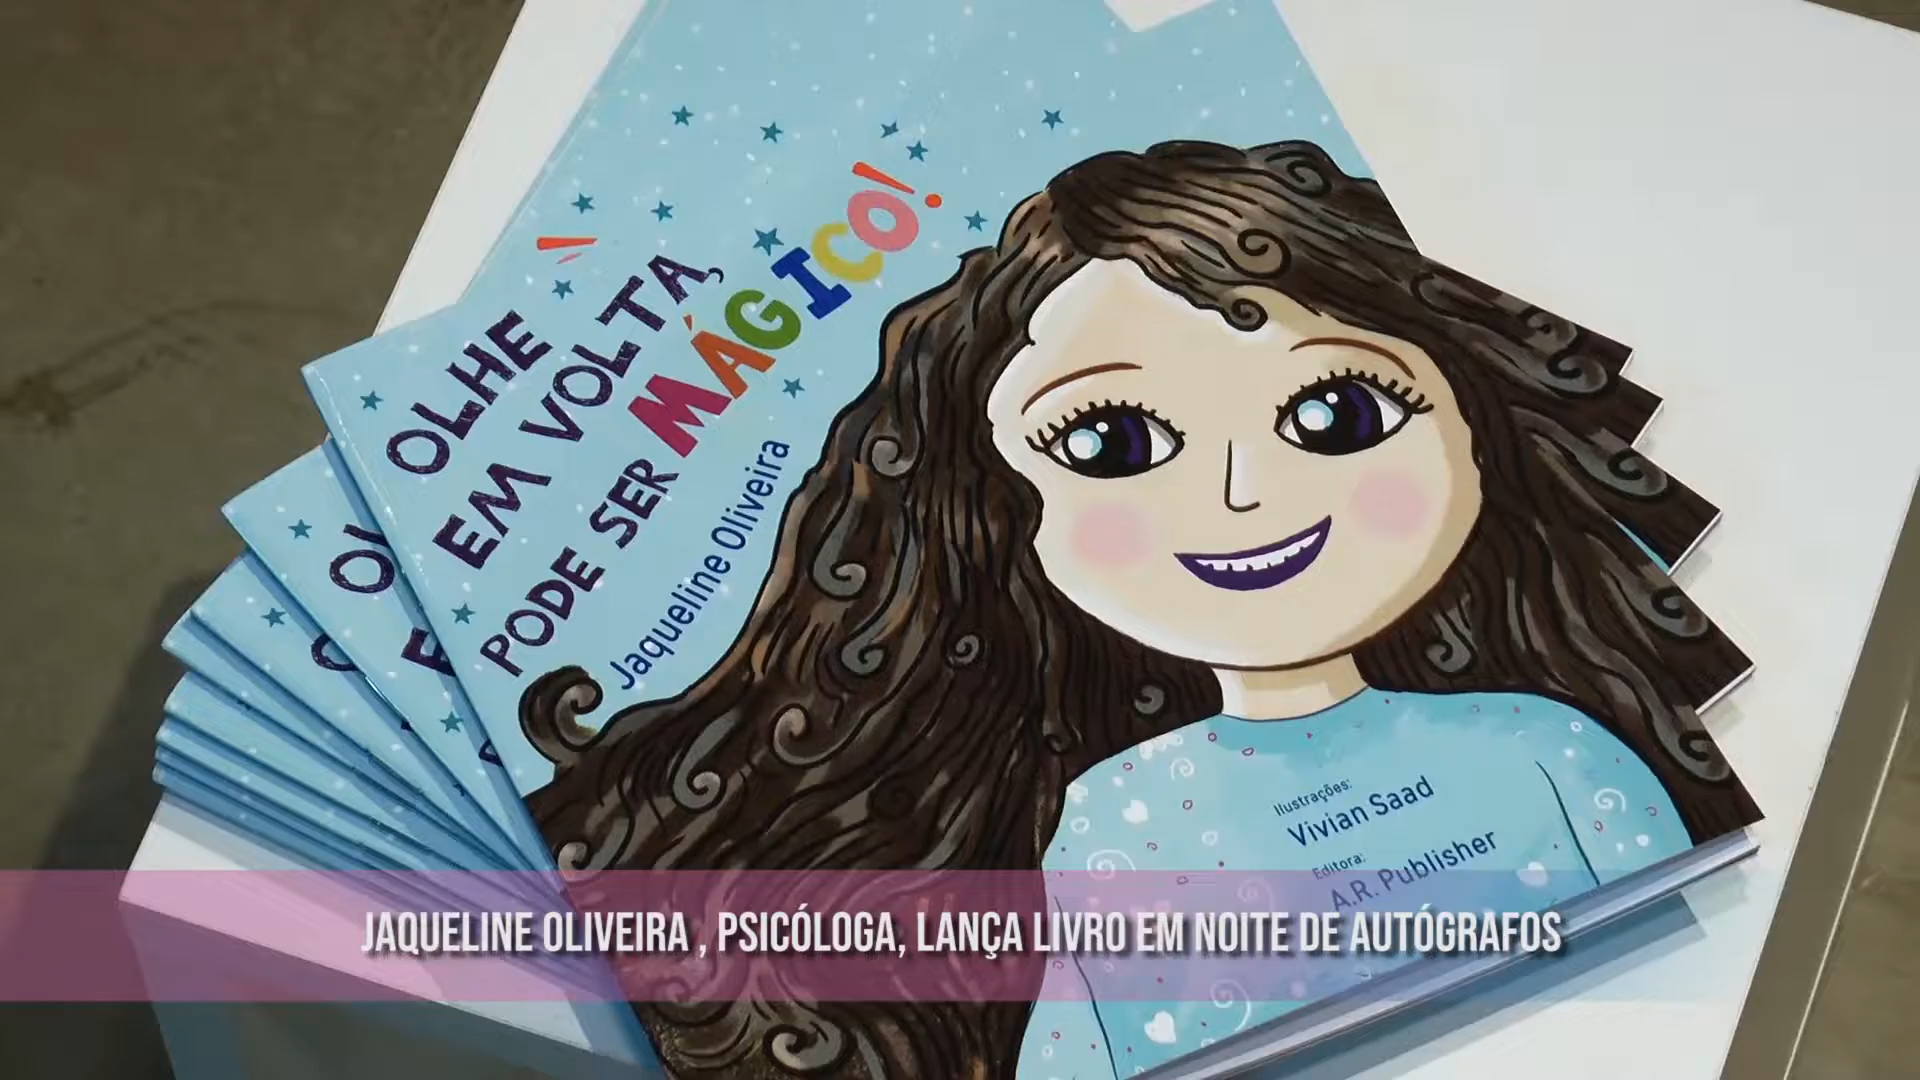 OLHE
EM VOLTA,
PODE SER MÁGICO!
Jaqueline Oliveira
Ilustrações:
Vivian Saad
Editora:
A.R. Publisher
OL
E
JAQUELINE OLIVEIRA , PSICÓLOGA, LANÇA LIVRO EM NOITE DE AUTÓGRAFOS